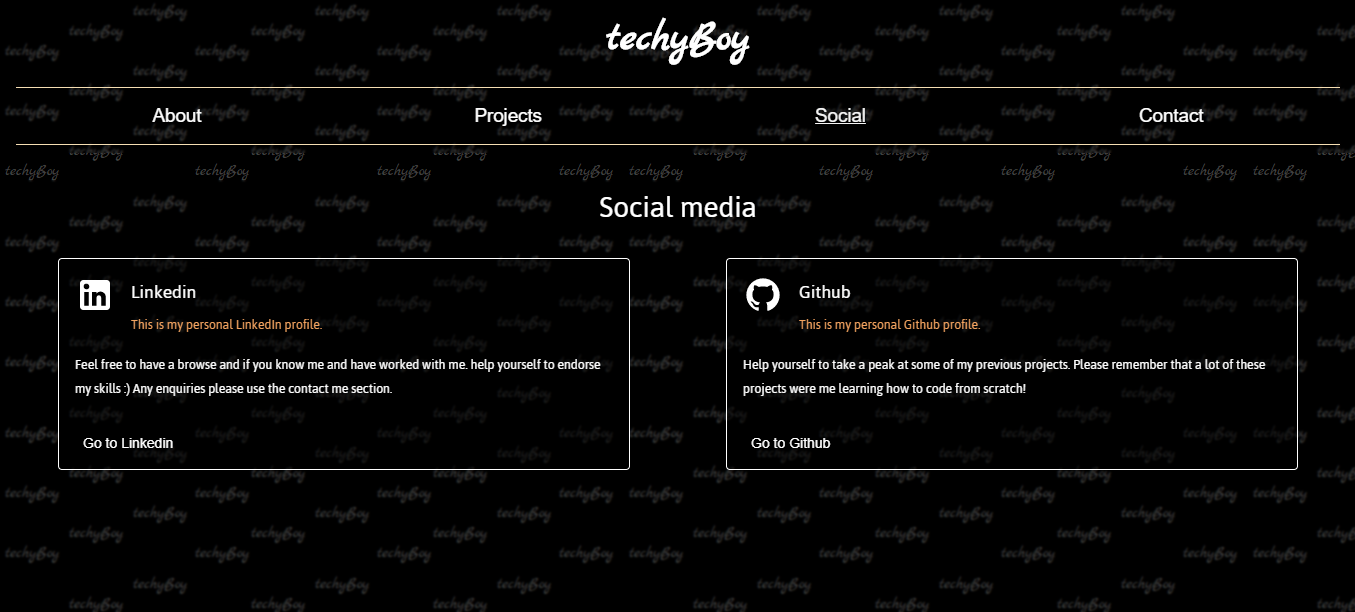 techyBoy
About Projects Social Contact
Social media
Linkedin
This is my personal LinkedIn profile.
Feel free to have a browse and if you know me and have worked with me. help yourself to endorse
my skills :) Any enquiries please use the contact me section.
Go to Linkedin
Github
This is my personal Github profile.
Help yourself to take a peak at some of my previous projects. Please remember that a lot of these
projects were me learning how to code from scratch!
Go to Github